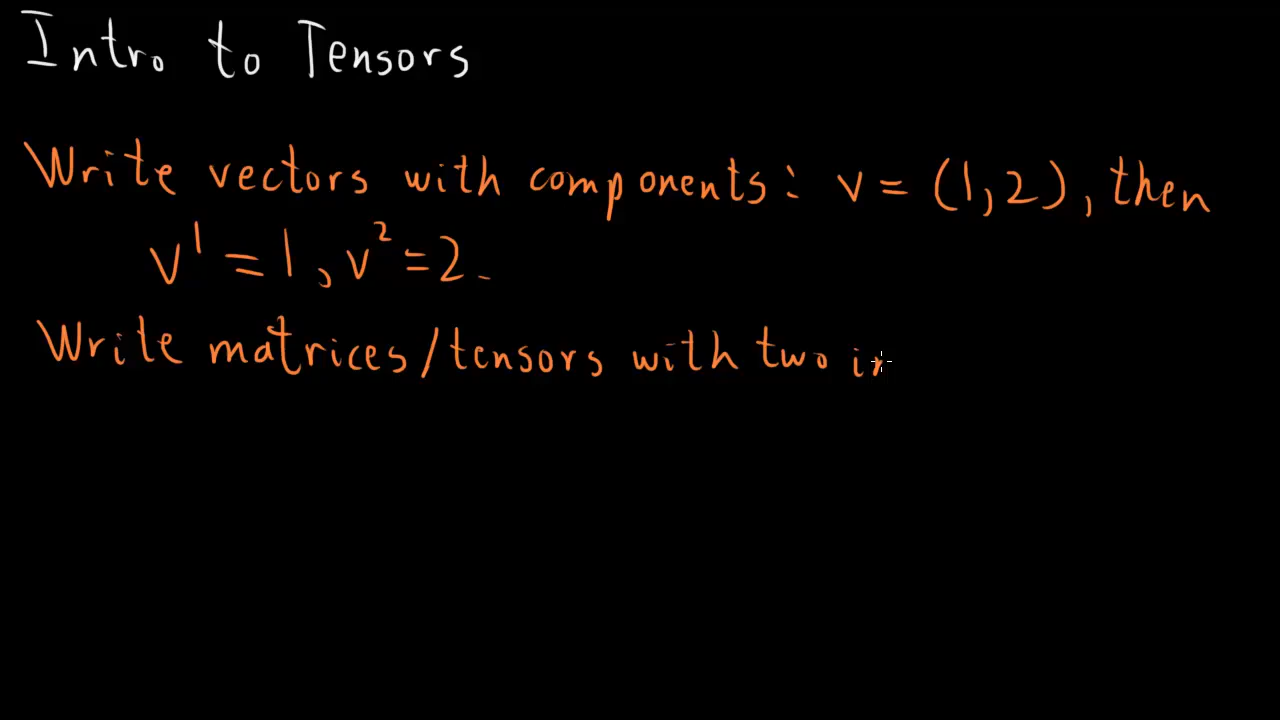 Intro to Tensors
Write vectors with components: v = (1,2), then
v¹ = 1, v² = 2.
Write matrices/tensors with two in